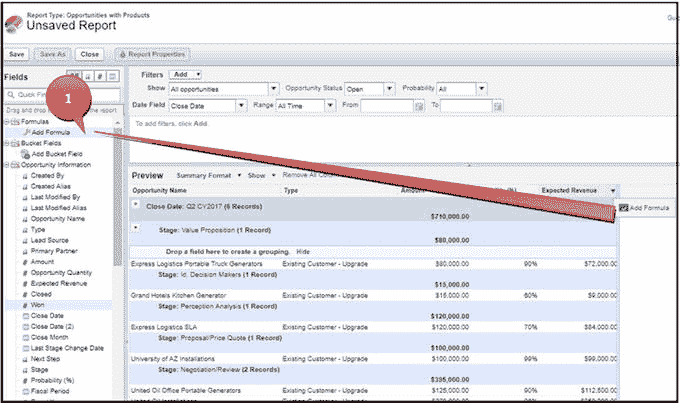 Report Type: Opportunities with Products
Unsaved Report
Save
Save As
Close
Report Properties
Fields
Drag and drop the report
Formulas
Add Formula
Bucket Fields
Add Bucket Field
Opportunity Information
Created By
Created Alias
Last Modified By
Last Modified Alias
Opportunity Name
Type
Lead Source
Primary Partner
Amount
Opportunity Quantity
Expected Revenue
Closed
Won
Close Date
Close Date (2)
Close Month
Last Stage Change Date
Next Step
Stage
Probability (%)
Fiscal Period
1
Filters Add
Show All opportunities Opportunity Status Open Probability All
Date Field Close Date Range All Time From To
To add filters, click Add.
Preview Summary Format Show Remove All
Opportunity Name Type Amount (%) Expected Revenue
Close Date: Q2 CY2017 (6 Records)
$710,000.00
Stage: Value Proposition (1 Record)
$80,000.00
Drop a field here to create a grouping. Hide
Express Logistics Portable Truck Generators Existing Customer - Upgrade $80,000.00 90% $72,000.00
Stage: Id. Decision Makers (1 Record)
$15,000.00
Grand Hotels Kitchen Generator Existing Customer - Upgrade $15,000.00 60% $9,000.00
Stage: Perception Analysis (1 Record)
$120,000.00
Express Logistics SLA Existing Customer - Upgrade $120,000.00 70% $84,000.00
Stage: Proposal/Price Quote (1 Record)
$100,000.00
University of AZ Installations Existing Customer - Upgrade $100,000.00 99% $99,000.00
Stage: Negotiation/Review (2 Records)
$395,000.00
United Oil Office Portable Generators Existing Customer - Upgrade $125,000.00 90% $112,500.00
Add Formula